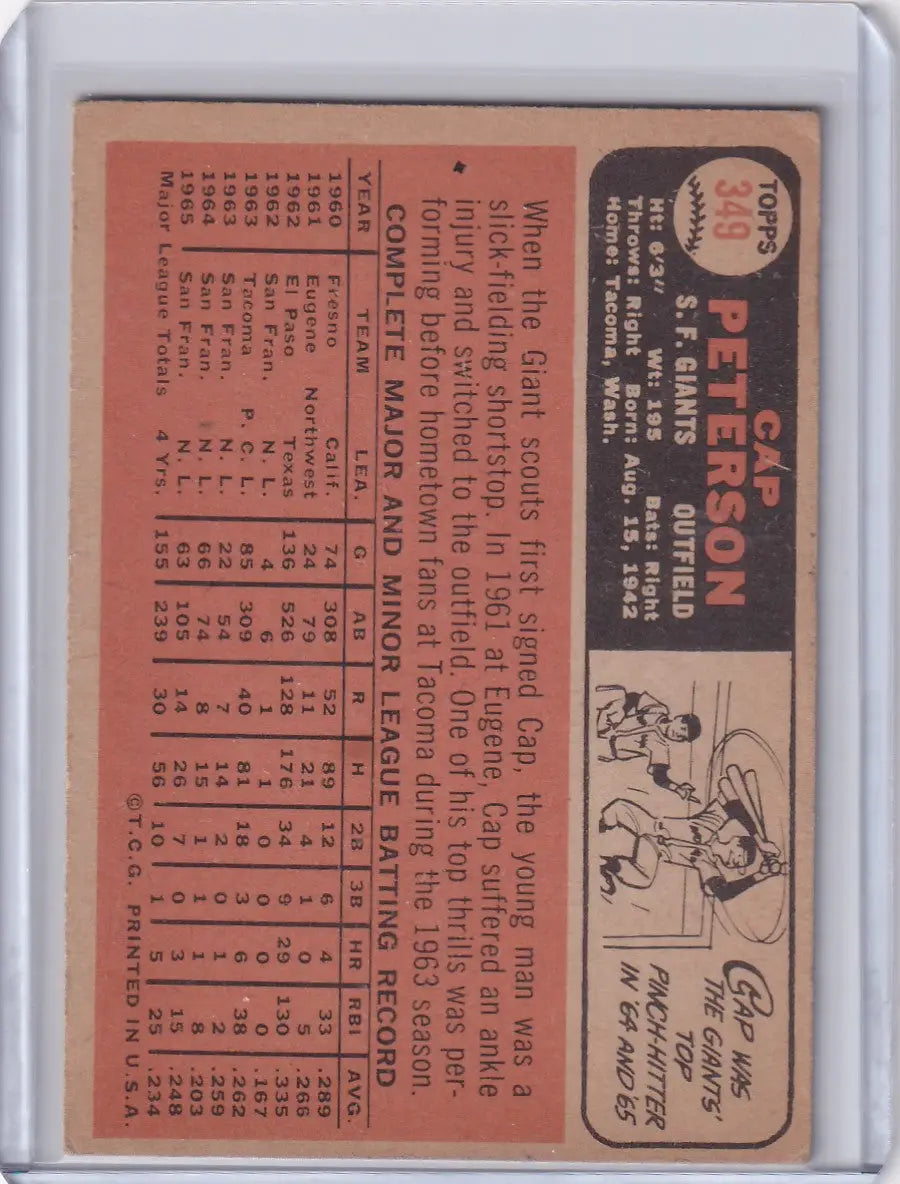 TOPPS
349
CAP
PETERSON
S. F. GIANTS OUTFIELD
Ht: 6'3" Wt: 195 Bats: Right
Throws: Right Born: Aug. 15, 1942
Home: Tacoma, Wash.
CAP WAS
THE GIANTS'
TOP
PINCH-HITTER
IN '64 AND '65
When the Giant scouts first signed Cap, the young man was a
slick-fielding shortstop. In 1961 at Eugene, Cap suffered an ankle
injury and switched to the outfield. One of his top thrills was per-
forming before hometown fans at Tacoma during the 1963 season.
COMPLETE MAJOR AND MINOR LEAGUE BATTING RECORD
YEAR TEAM LEA. G AB R H 2B 3B HR RBI AVG.
1960 Fresno Calif. 74 308 52 89 12 6 4 33 .289
1961 Eugene Northwest 24 79 11 21 4 1 0 5 .266
1962 El Paso Texas 136 526 128 176 34 9 29 130 .335
1962 San Fran. N. L. 4 6 1 1 0 0 0 0 .167
1963 Tacoma P. C. L. 85 309 40 81 18 3 6 38 .262
1963 San Fran. N. L. 22 54 7 14 2 0 1 2 .259
1964 San Fran. N. L. 66 74 8 15 1 1 1 8 .203
1965 San Fran. N. L. 63 105 14 26 7 0 3 15 .248
Major League Totals 4 Yrs. 155 239 30 56 10 1 5 25 .234
©T.C.G. PRINTED IN U.S.A.